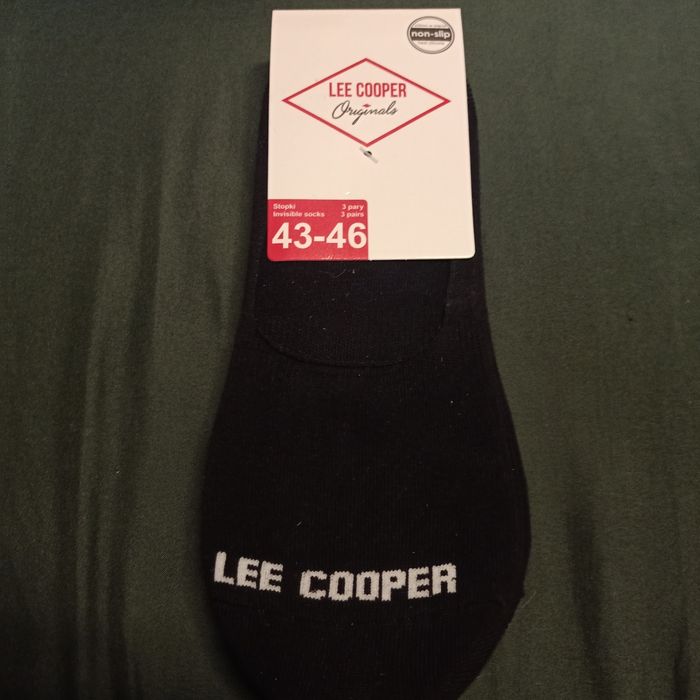 non-slip
LEE COOPER
Originals
Stopki 3 pary
Invisible socks 3 pairs
43-46
LEE COOPER